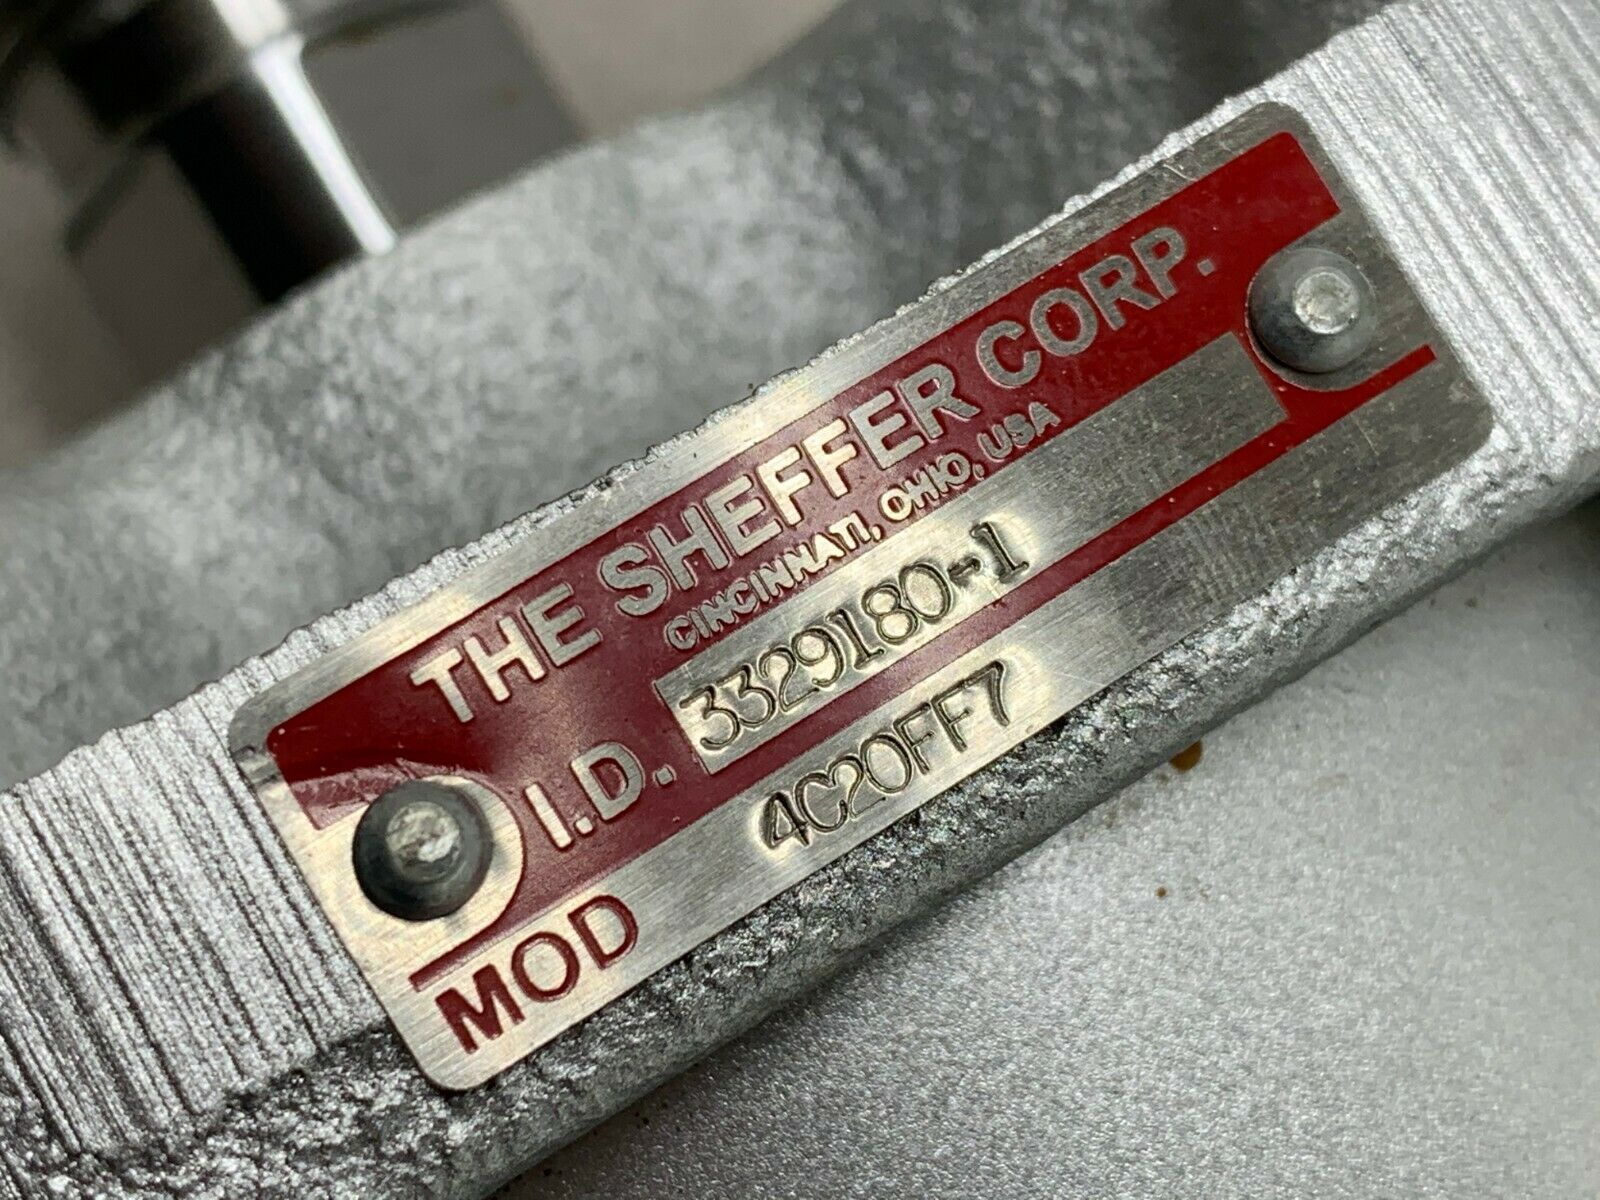 THE SHEFFER CORP.
CINCINNATI, OHIO, USA
I.D. 3329180-1
MOD 4C20FF7